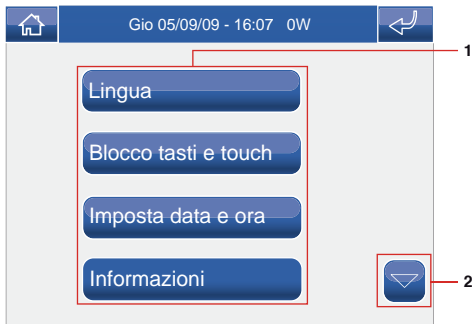 Gio 05/09/09 - 16:07 0W
1
Lingua
Blocco tasti e touch
Imposta data e ora
Informazioni
2